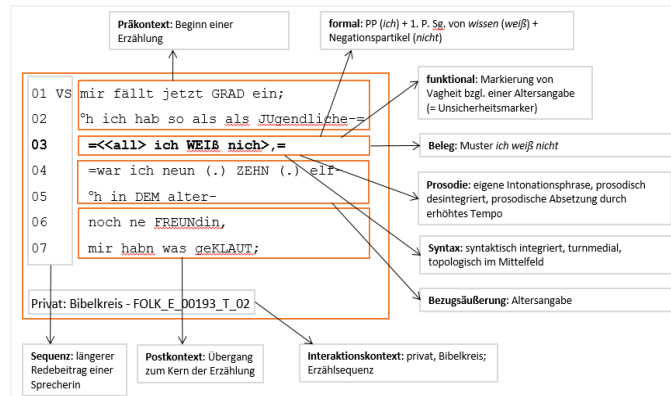 Präkontext: Beginn einer
Erzählung
formal: PP (ich) + 1. P. Sg. von wissen (weiß) +
Negationspartikel (nicht)
funktional: Markierung von
Vagheit bzgl. einer Altersangabe
(= Unsicherheitsmarker)
01 VS mir fällt jetzt GRAD ein;
02 °h ich hab so als als JUgendliche-=
03 =<<all> ich WEIß nich>,=
04 =war ich neun (.) ZEHN (.) elf-
05 °h in DEM alter-
06 noch ne FREUNdin,
07 mir habn was geKLAUT;
Privat: Bibelkreis - FOLK_E_00193_T_02
Beleg: Muster ich weiß nicht
Prosodie: eigene Intonationsphrase, prosodisch
desintegriert, prosodische Absetzung durch
erhöhtes Tempo
Syntax: syntaktisch integriert, turnmedial,
topologisch im Mittelfeld
Bezugsäußerung: Altersangabe
Sequenz: längerer
Redebeitrag einer
Sprecherin
Postkontext: Übergang
zum Kern der Erzählung
Interaktionskontext: privat, Bibelkreis;
Erzählsequenz